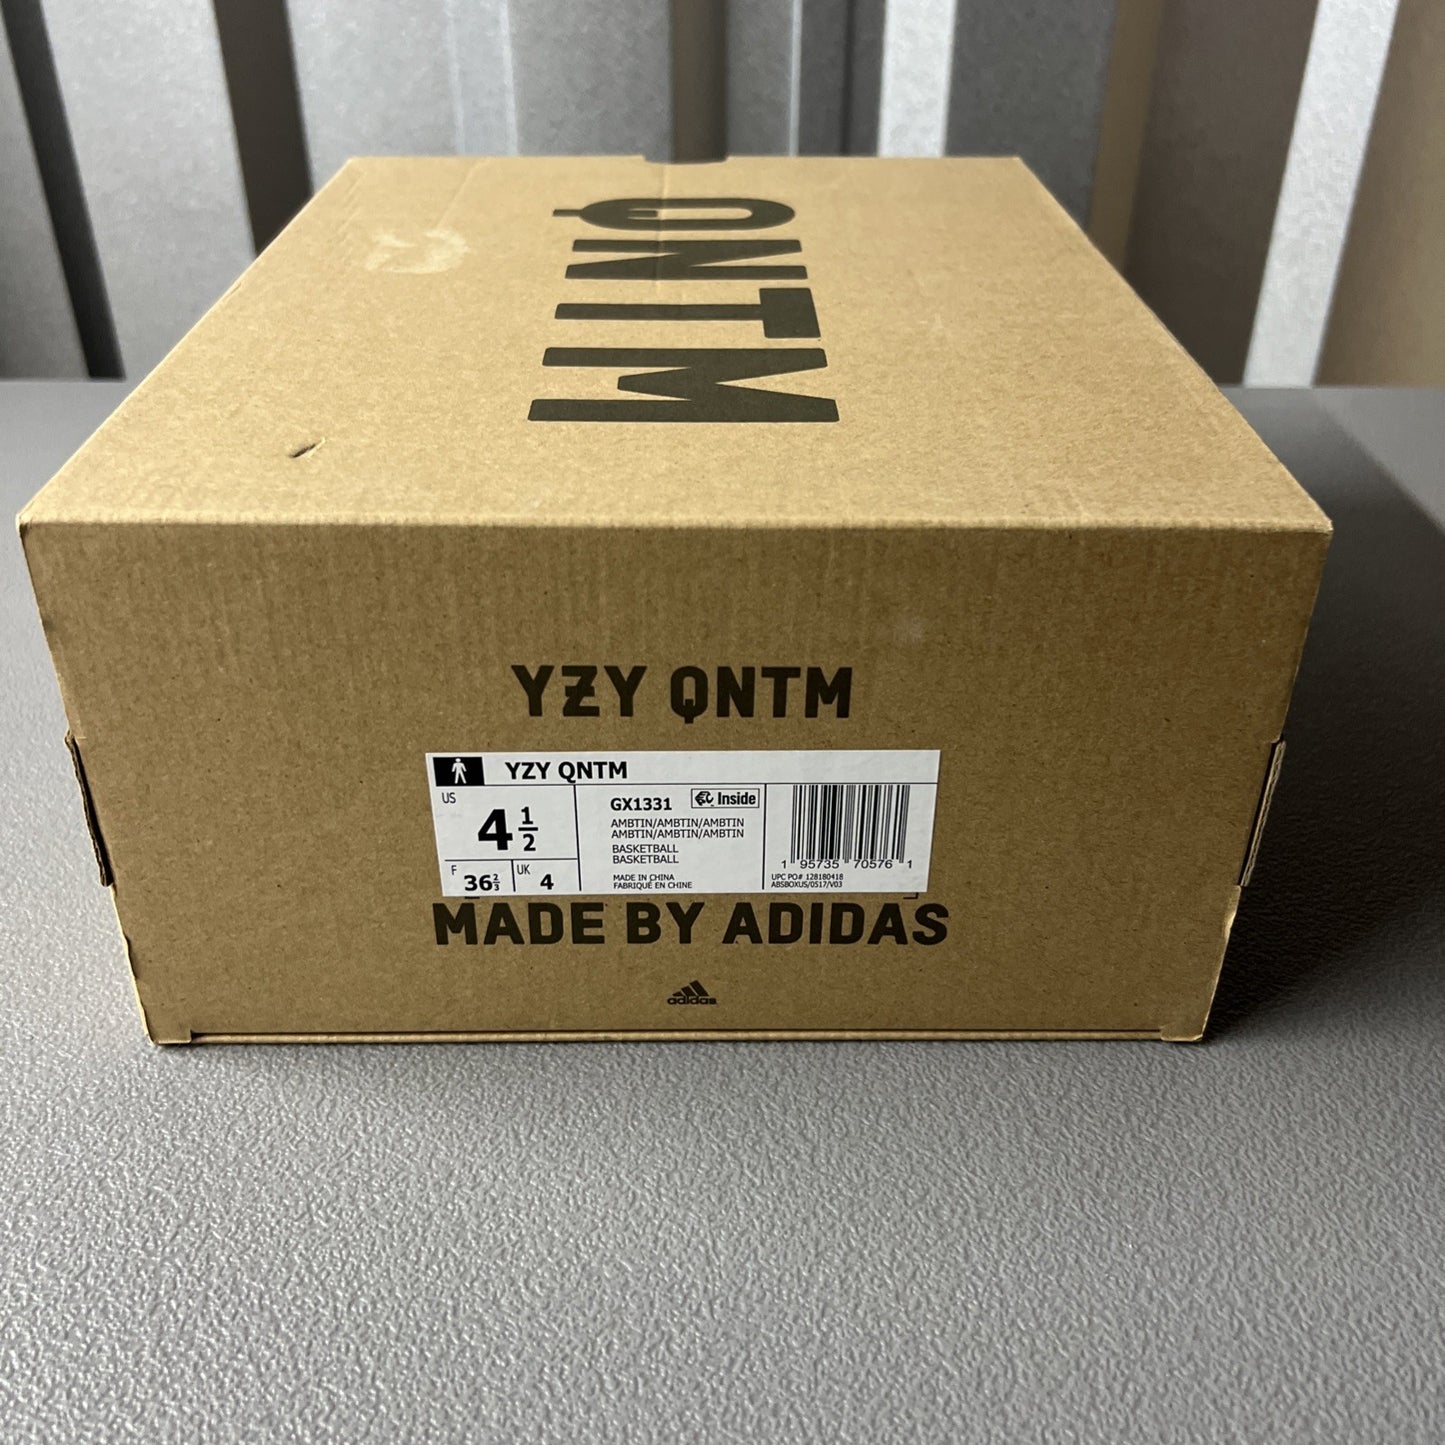 QNTM
YZY QNTM
YZY QNTM
US
4 1/2
F 36 2/3
UK 4
GX1331
Inside
AMBTIN/AMBTIN/AMBTIN
AMBTIN/AMBTIN/AMBTIN
BASKETBALL
BASKETBALL
MADE IN CHINA
FABRIQUÉ EN CHINE
1 95735 70576 1
UPC PO# 128180418
ABSBOXUS/0517/V03
MADE BY ADIDAS
adidas